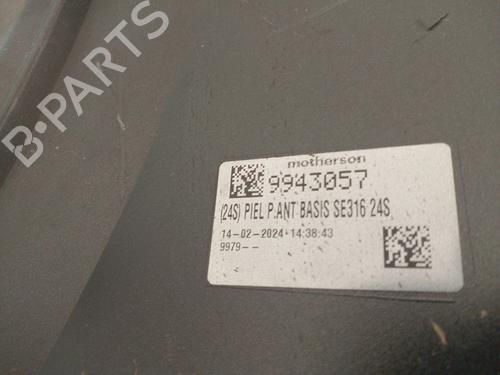 B-PARTS
motherson
9943057
(24S) PIEL P.ANT BASIS SE316 24S
14-02-2024 14:38:43
9979--